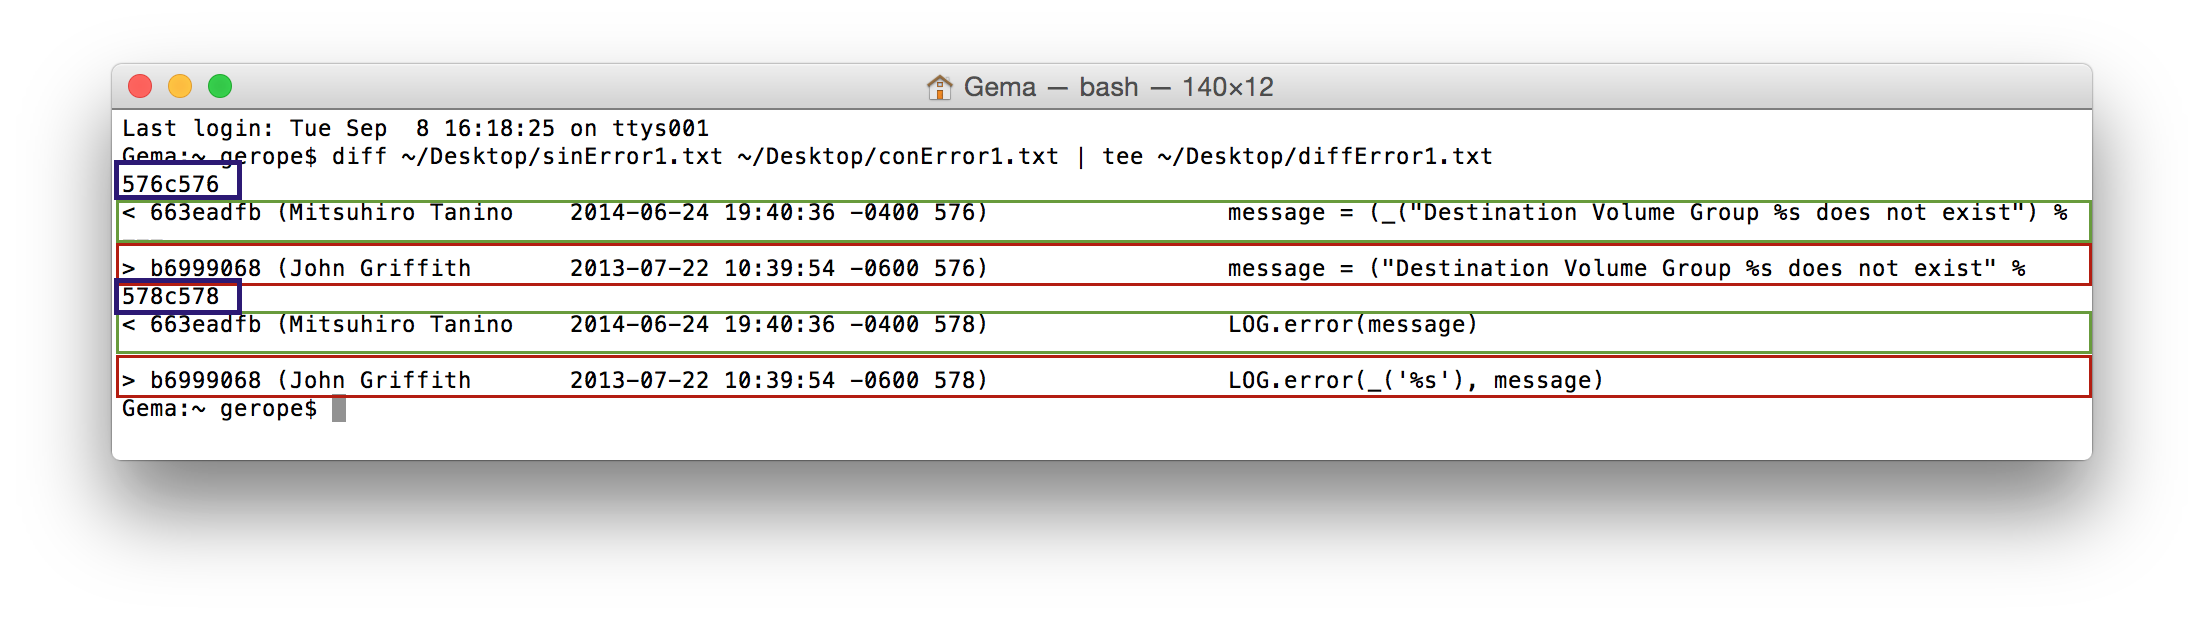 Gema — bash — 140×12
Last login: Tue Sep  8 16:18:25 on ttys001
Gema:~ gerope$ diff ~/Desktop/sinError1.txt ~/Desktop/conError1.txt | tee ~/Desktop/diffError1.txt
576c576
< 663eadfb (Mitsuhiro Tanino    2014-06-24 19:40:36 -0400 576)                 message = (_("Destination Volume Group %s does not exist") %
---
> b6999068 (John Griffith       2013-07-22 10:39:54 -0600 576)                 message = ("Destination Volume Group %s does not exist" %
578c578
< 663eadfb (Mitsuhiro Tanino    2014-06-24 19:40:36 -0400 578)                 LOG.error(message)
> b6999068 (John Griffith       2013-07-22 10:39:54 -0600 578)                 LOG.error(_('%s'), message)
Gema:~ gerope$